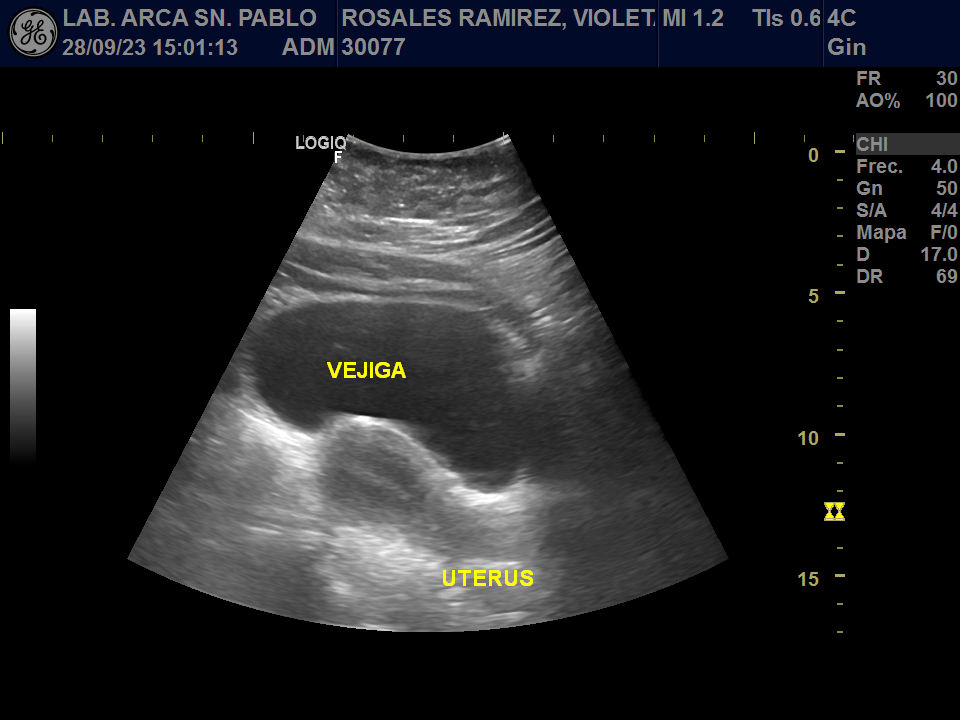 LAB. ARCA SN. PABLO ROSALES RAMIREZ, VIOLET MI 1.2 TIs 0.6 4C
28/09/23 15:01:13 ADM 30077 Gin
FR 30
AO% 100
LOGIQ
F
0
CHI
Frec. 4.0
Gn 50
S/A 4/4
Mapa F/0
D 17.0
DR 69
5
VEJIGA
10
UTERUS
15